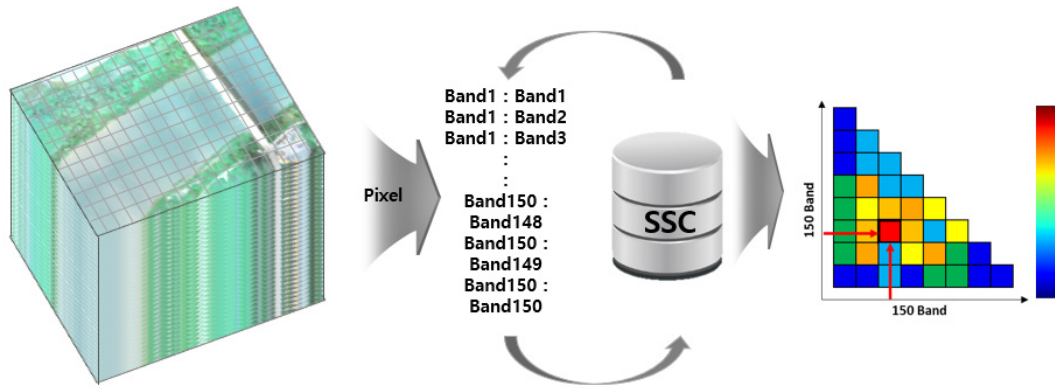 Pixel
Band1 : Band1
Band1 : Band2
Band1 : Band3
:
:
Band150 :
Band148
Band150 :
Band149
Band150 :
Band150
SSC
150 Band
150 Band